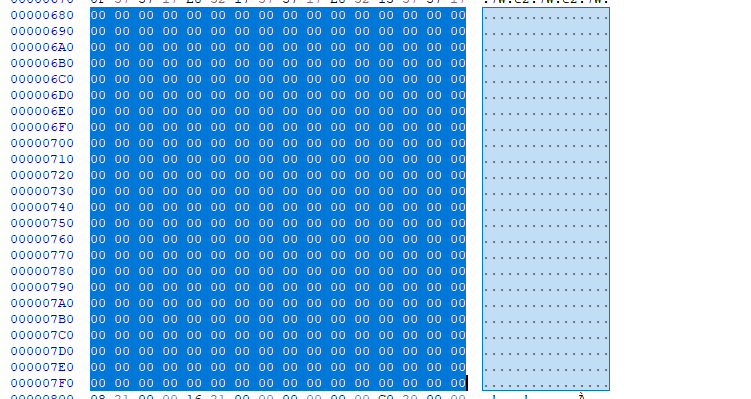 00000680 00 00 00 00 00 00 00 00 00 00 00 00 00 00 00 00 ................
00000690 00 00 00 00 00 00 00 00 00 00 00 00 00 00 00 00 ................
000006A0 00 00 00 00 00 00 00 00 00 00 00 00 00 00 00 00 ................
000006B0 00 00 00 00 00 00 00 00 00 00 00 00 00 00 00 00 ................
000006C0 00 00 00 00 00 00 00 00 00 00 00 00 00 00 00 00 ................
000006D0 00 00 00 00 00 00 00 00 00 00 00 00 00 00 00 00 ................
000006E0 00 00 00 00 00 00 00 00 00 00 00 00 00 00 00 00 ................
000006F0 00 00 00 00 00 00 00 00 00 00 00 00 00 00 00 00 ................
00000700 00 00 00 00 00 00 00 00 00 00 00 00 00 00 00 00 ................
00000710 00 00 00 00 00 00 00 00 00 00 00 00 00 00 00 00 ................
00000720 00 00 00 00 00 00 00 00 00 00 00 00 00 00 00 00 ................
00000730 00 00 00 00 00 00 00 00 00 00 00 00 00 00 00 00 ................
00000740 00 00 00 00 00 00 00 00 00 00 00 00 00 00 00 00 ................
00000750 00 00 00 00 00 00 00 00 00 00 00 00 00 00 00 00 ................
00000760 00 00 00 00 00 00 00 00 00 00 00 00 00 00 00 00 ................
00000770 00 00 00 00 00 00 00 00 00 00 00 00 00 00 00 00 ................
00000780 00 00 00 00 00 00 00 00 00 00 00 00 00 00 00 00 ................
00000790 00 00 00 00 00 00 00 00 00 00 00 00 00 00 00 00 ................
000007A0 00 00 00 00 00 00 00 00 00 00 00 00 00 00 00 00 ................
000007B0 00 00 00 00 00 00 00 00 00 00 00 00 00 00 00 00 ................
000007C0 00 00 00 00 00 00 00 00 00 00 00 00 00 00 00 00 ................
000007D0 00 00 00 00 00 00 00 00 00 00 00 00 00 00 00 00 ................
000007E0 00 00 00 00 00 00 00 00 00 00 00 00 00 00 00 00 ................
000007F0 00 00 00 00 00 00 00 00 00 00 00 00 00 00 00 00 ................